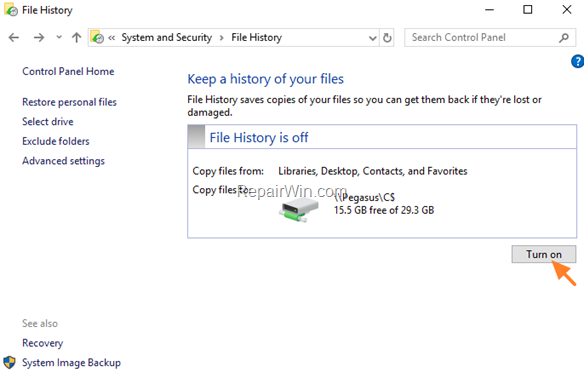 File History
« System and Security > File History
Search Control Panel
?
Control Panel Home
Restore personal files
Select drive
Exclude folders
Advanced settings
Keep a history of your files
File History saves copies of your files so you can get them back if they're lost or
damaged.
File History is off
Copy files from: Libraries, Desktop, Contacts, and Favorites
Copy files to:
RepairWin.com
\\Pegasus\C$
15.5 GB free of 29.3 GB
Turn on
See also
Recovery
System Image Backup